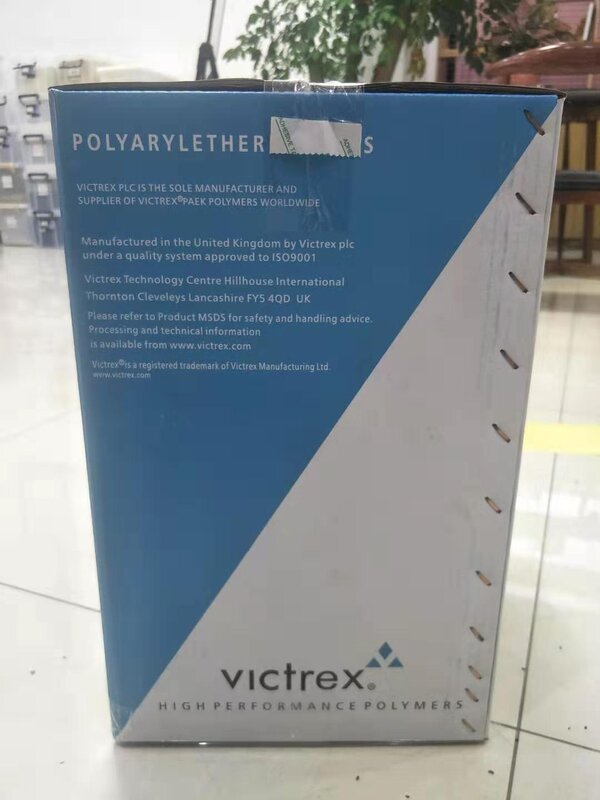 POLYARYLETHER S
ADHESIVE
VICTREX PLC IS THE SOLE MANUFACTURER AND
SUPPLIER OF VICTREX®PAEK POLYMERS WORLDWIDE
Manufactured in the United Kingdom by Victrex plc
under a quality system approved to ISO9001
Victrex Technology Centre Hillhouse International
Thornton Cleveleys Lancashire FY5 4QD UK
Please refer to Product MSDS for safety and handling advice.
Processing and technical information
is available from www.victrex.com
Victrex®is a registered trademark of Victrex Manufacturing Ltd.
www.victrex.com
victrex®
HIGH PERFORMANCE POLYMERS